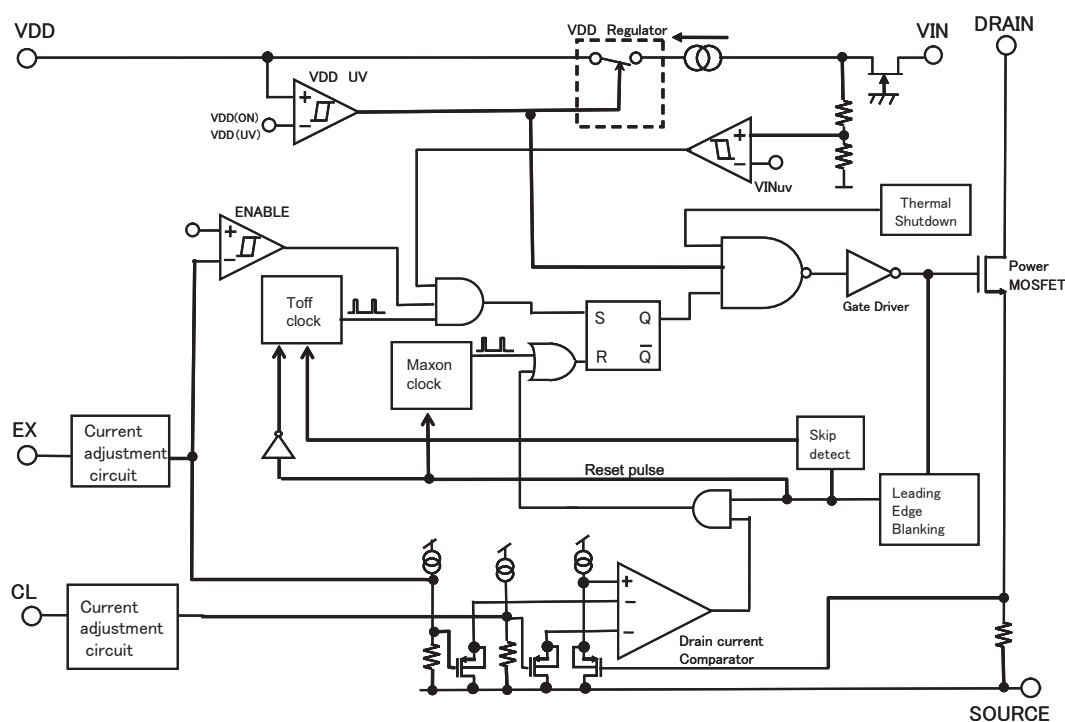 VDD
VDD Regulator
VIN
DRAIN
VDD UV
+
−
VDD(ON)
VDD(UV)
+
−
VINuv
Thermal
Shutdown
ENABLE
+
−
Power
MOSFET
Gate Driver
Toff
clock
S Q
R Q̅
Maxon
clock
EX
Current
adjustment
circuit
Skip
detect
Reset pulse
Leading
Edge
Blanking
CL
Current
adjustment
circuit
+
−
−
Drain current
Comparator
SOURCE